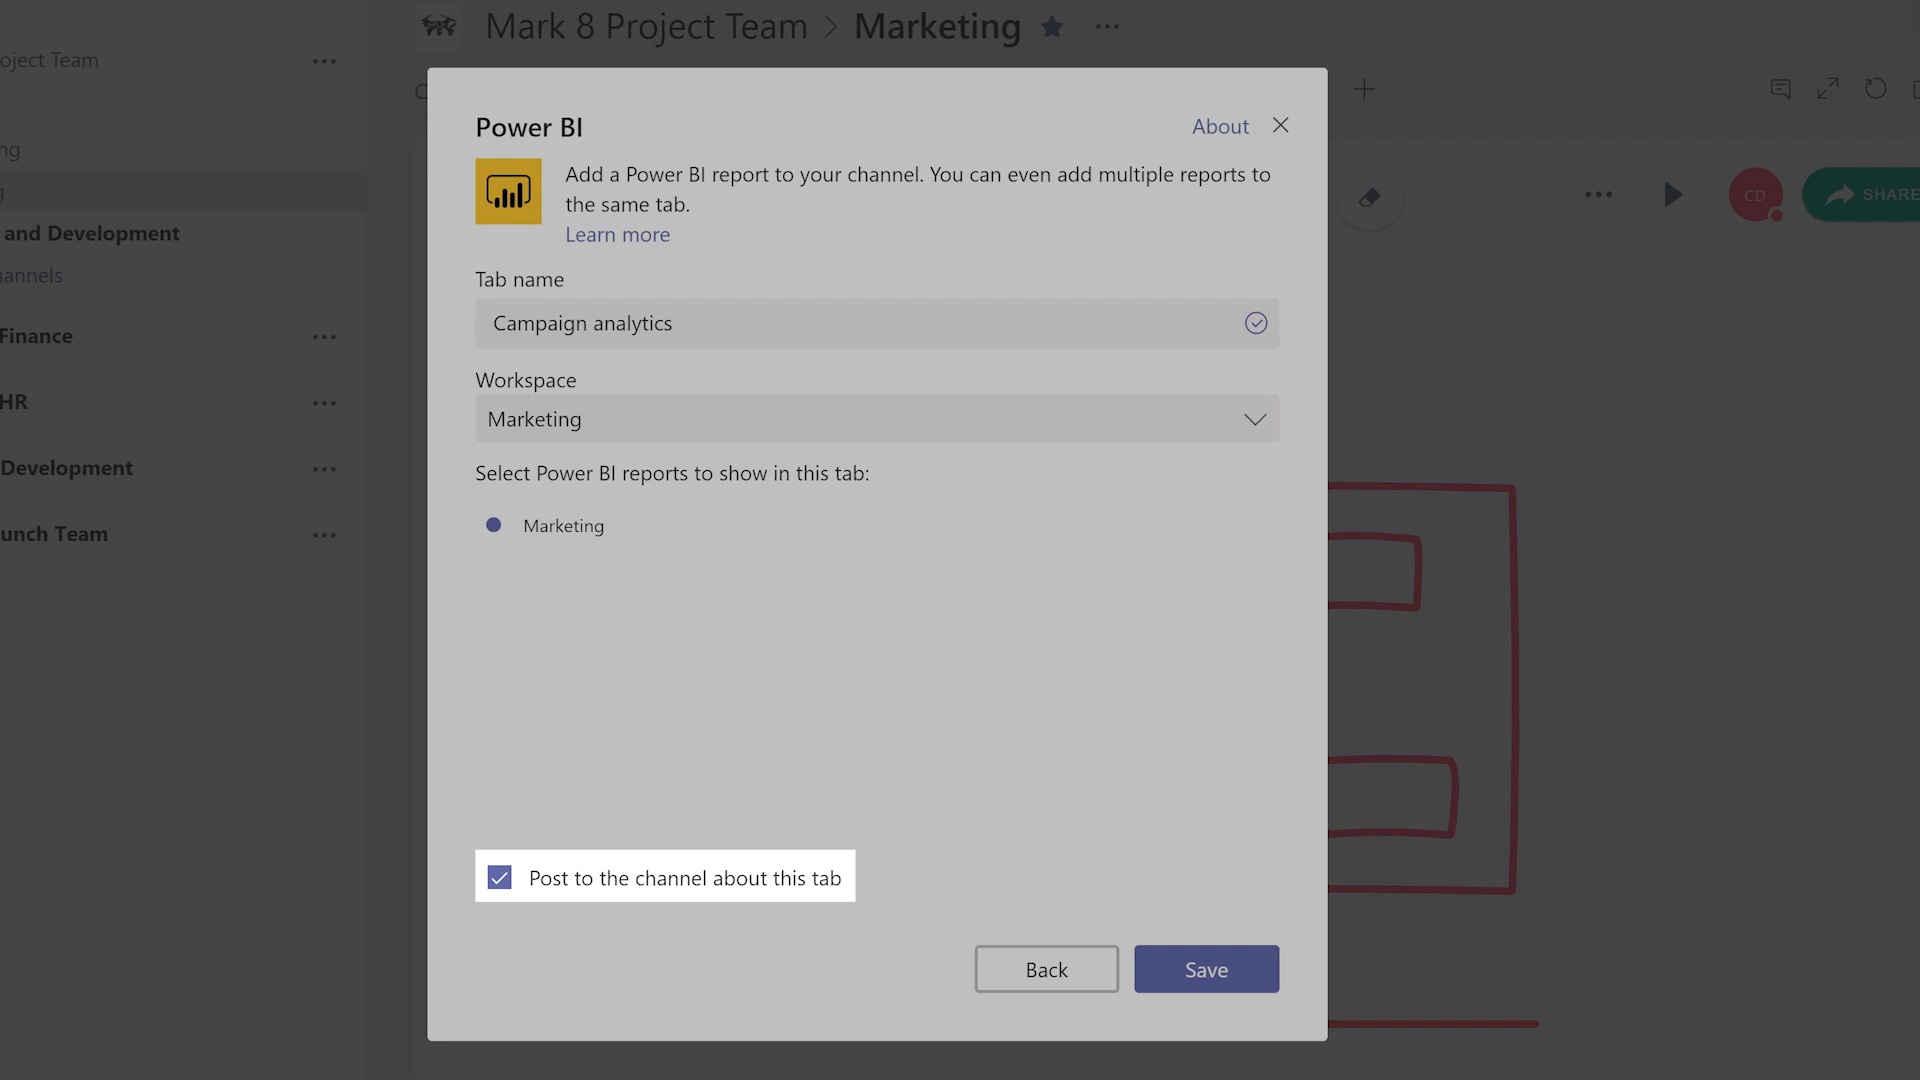 Mark 8 Project Team > Marketing
Project Team
Power BI
About
Add a Power BI report to your channel. You can even add multiple reports to
the same tab.
Learn more
CD
SHARE
and Development
Tab name
Campaign analytics
Finance
Workspace
HR
Marketing
Development
Select Power BI reports to show in this tab:
Marketing
unch Team
Post to the channel about this tab
Back
Save